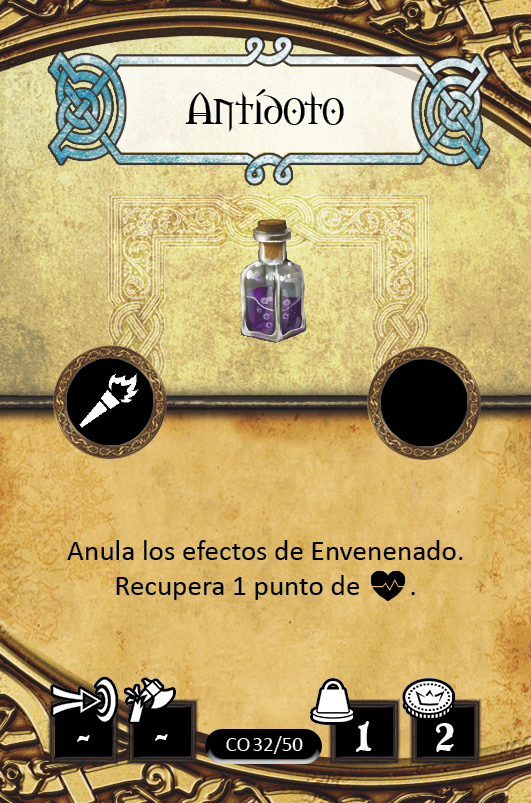 Antídoto
Anula los efectos de Envenenado.
Recupera 1 punto de .
~ ~ CO 32/50 1 2